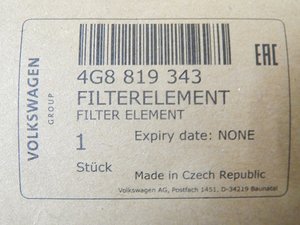 VOLKSWAGEN
GROUP
EAC
4G8 819 343
FILTERELEMENT
FILTER ELEMENT
1
Expiry date: NONE
Stück
Made in Czech Republic
Volkswagen AG, Postfach 1451, D-34219 Baunatal